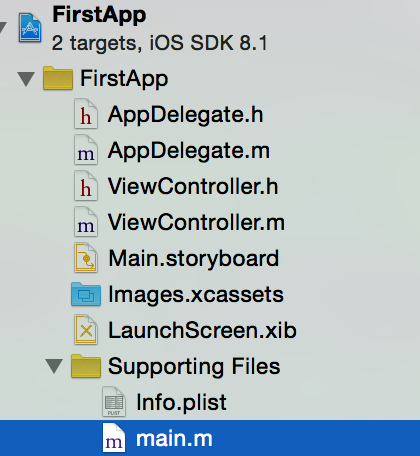 FirstApp
2 targets, iOS SDK 8.1
FirstApp
h AppDelegate.h
m AppDelegate.m
h ViewController.h
m ViewController.m
Main.storyboard
Images.xcassets
LaunchScreen.xib
Supporting Files
PLIST Info.plist
m main.m